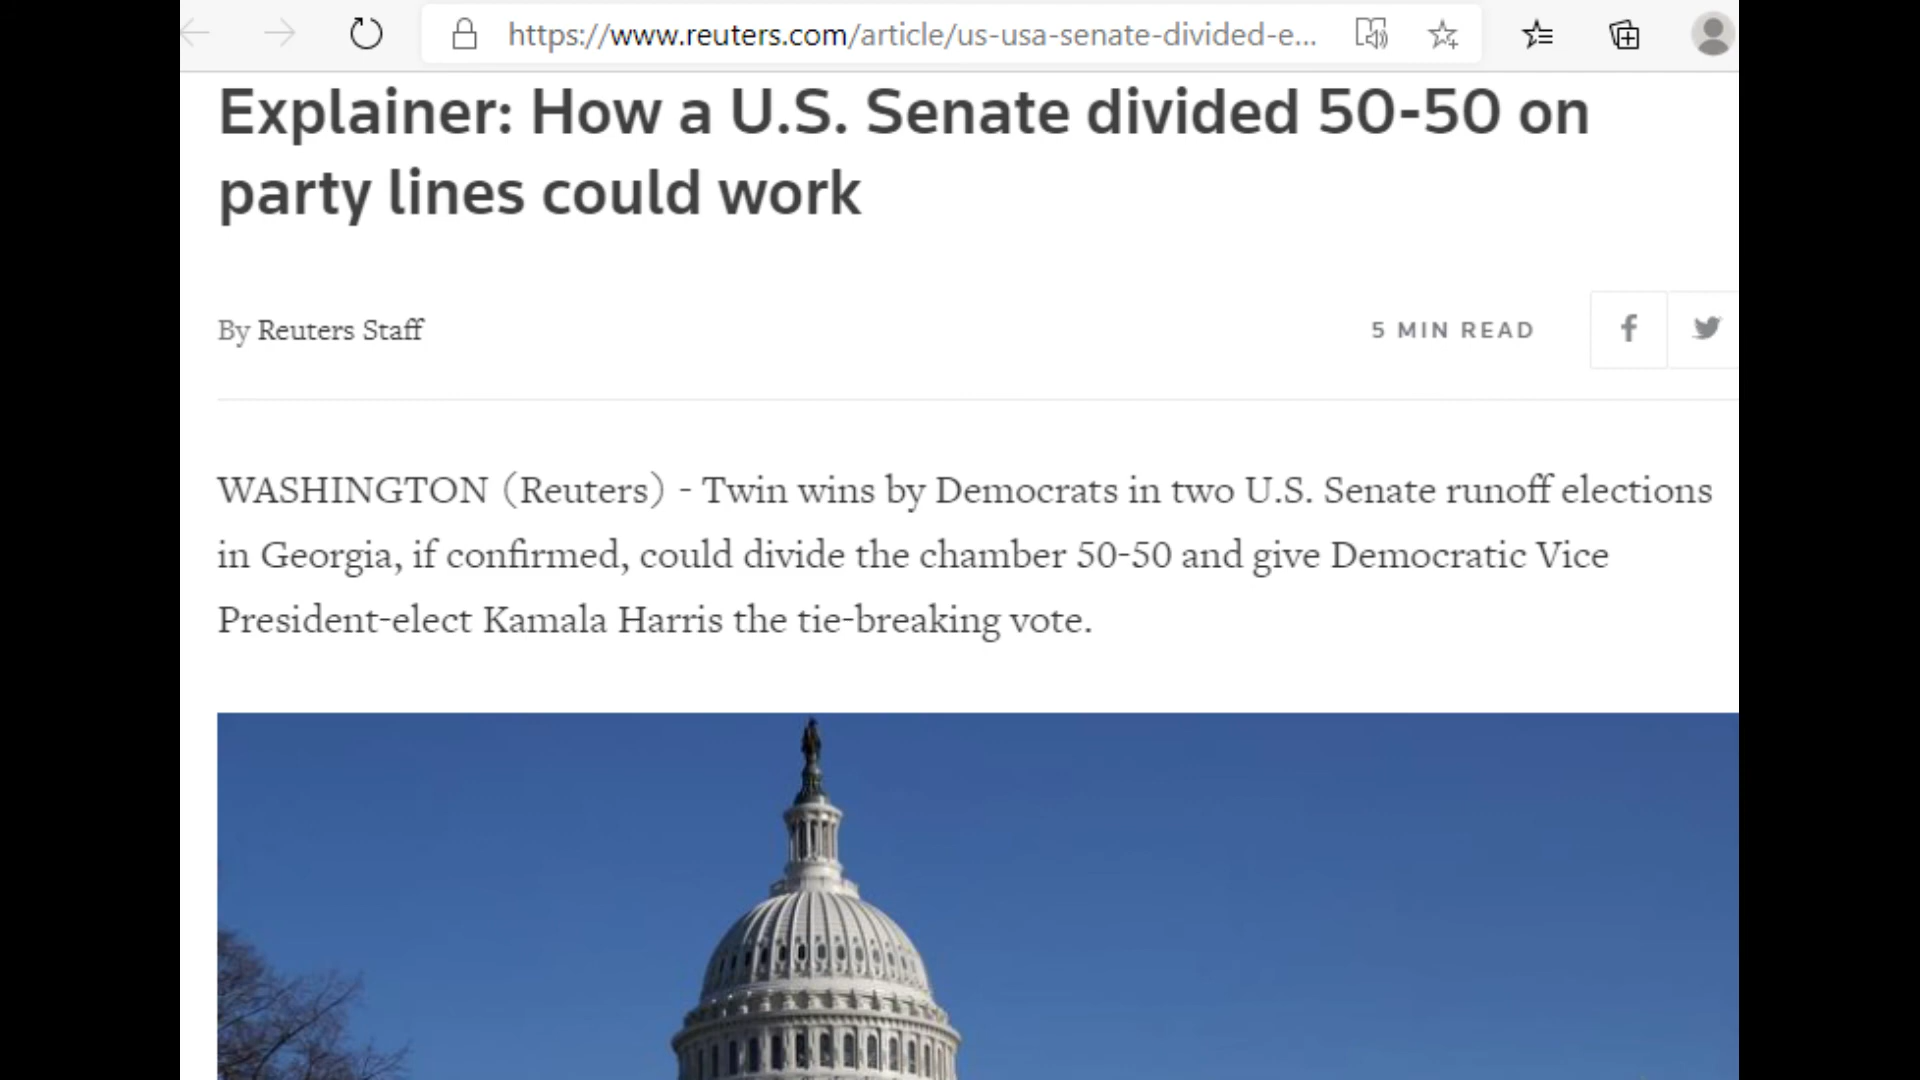 https://www.reuters.com/article/us-usa-senate-divided-e...
Explainer: How a U.S. Senate divided 50-50 on
party lines could work
By Reuters Staff
5 MIN READ
WASHINGTON (Reuters) - Twin wins by Democrats in two U.S. Senate runoff elections
in Georgia, if confirmed, could divide the chamber 50-50 and give Democratic Vice
President-elect Kamala Harris the tie-breaking vote.